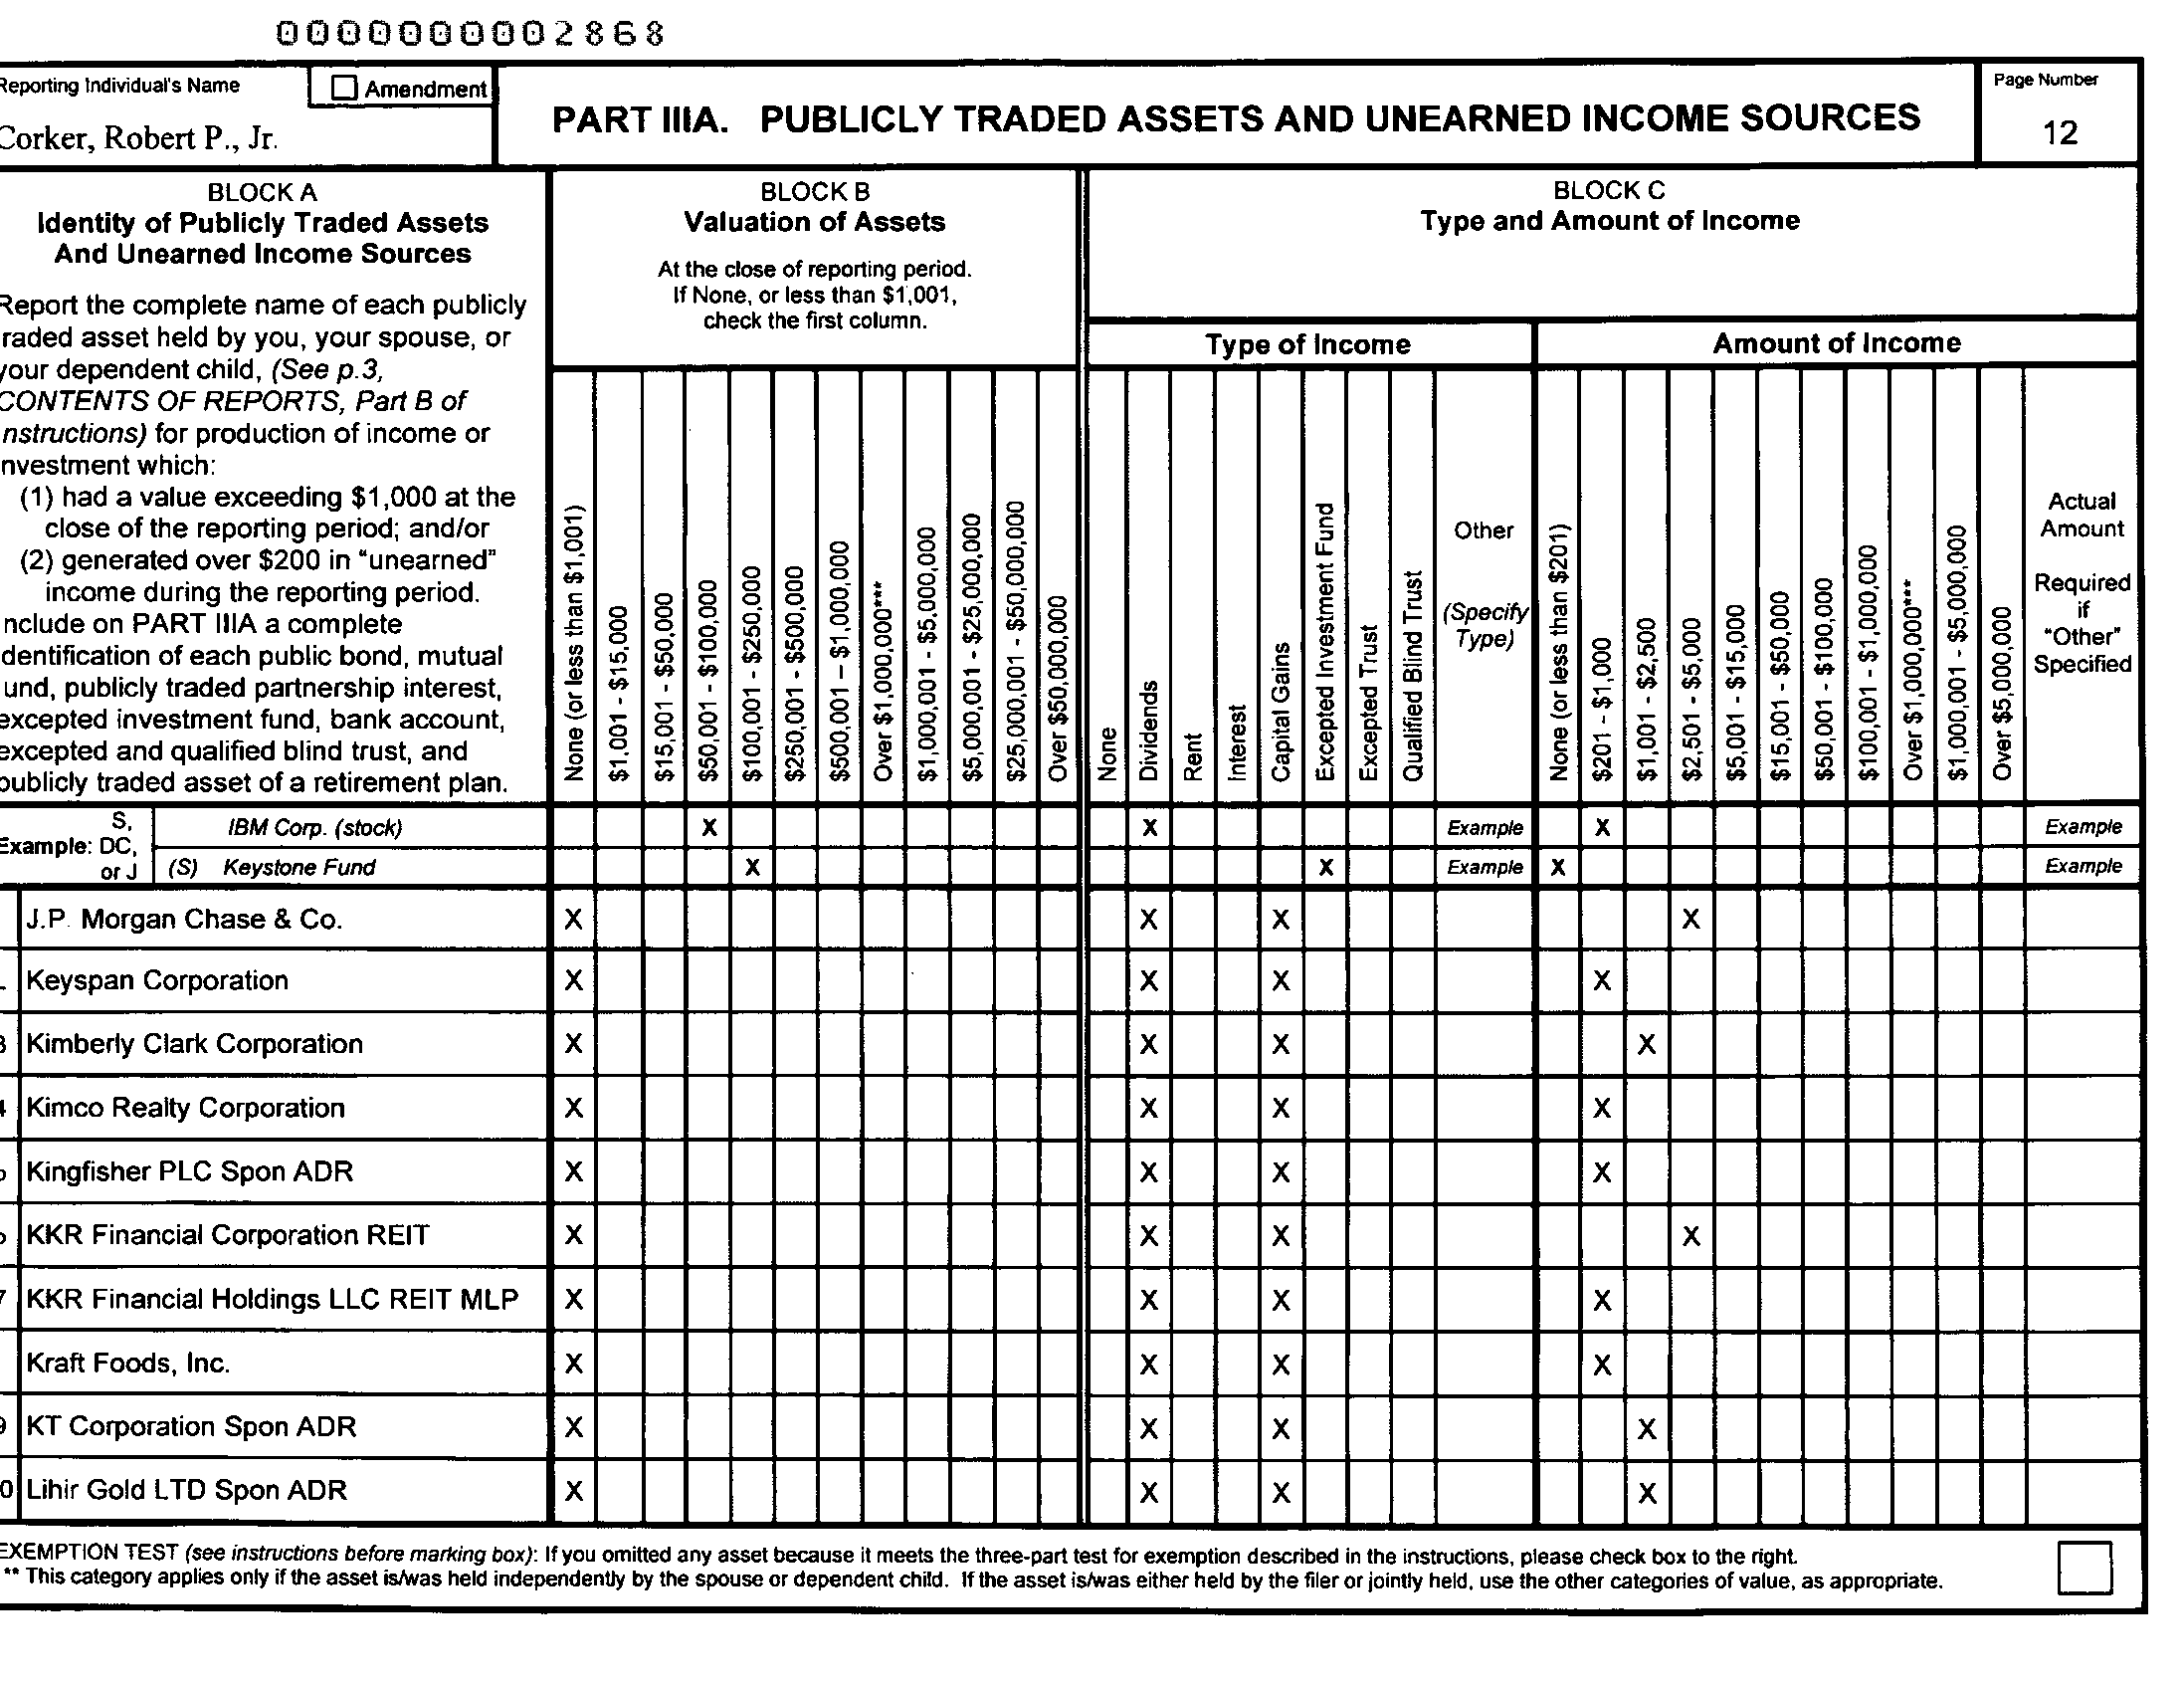 0000000002868
Reporting Individual's Name
Amendment
Corker, Robert P., Jr.
PART IIIA. PUBLICLY TRADED ASSETS AND UNEARNED INCOME SOURCES
Page Number
12
BLOCK A
Identity of Publicly Traded Assets
And Unearned Income Sources
Report the complete name of each publicly
raded asset held by you, your spouse, or
your dependent child, (See p.3,
CONTENTS OF REPORTS, Part B of
nstructions) for production of income or
nvestment which:
(1) had a value exceeding $1,000 at the
close of the reporting period; and/or
(2) generated over $200 in "unearned"
income during the reporting period.
nclude on PART IIIA a complete
dentification of each public bond, mutual
und, publicly traded partnership interest,
excepted investment fund, bank account,
excepted and qualified blind trust, and
publicly traded asset of a retirement plan.
BLOCK B
Valuation of Assets
At the close of reporting period.
If None, or less than $1,001,
check the first column.
None (or less than $1,001)
$1,001 - $15,000
$15,001 - $50,000
$50,001 - $100,000
$100,001 - $250,000
$250,001 - $500,000
$500,001 – $1,000,000
Over $1,000,000***
$1,000,001 - $5,000,000
$5,000,001 - $25,000,000
$25,000,001 - $50,000,000
Over $50,000,000
BLOCK C
Type and Amount of Income
Type of Income
None
Dividends
Rent
Interest
Capital Gains
Excepted Investment Fund
Excepted Trust
Qualified Blind Trust
Other
(Specify
Type)
Amount of Income
None (or less than $201)
$201 - $1,000
$1,001 - $2,500
$2,501 - $5,000
$5,001 - $15,000
$15,001 - $50,000
$50,001 - $100,000
$100,001 - $1,000,000
Over $1,000,000***
$1,000,001 - $5,000,000
Over $5,000,000
Actual
Amount
Required
if
"Other"
Specified
Example: S, DC, or J
IBM Corp. (stock) X X Example X Example
(S) Keystone Fund X X Example X Example
J.P. Morgan Chase & Co. X X X X
Keyspan Corporation X X X X
3 Kimberly Clark Corporation X X X X
4 Kimco Realty Corporation X X X X
Kingfisher PLC Spon ADR X X X X
KKR Financial Corporation REIT X X X X
7 KKR Financial Holdings LLC REIT MLP X X X X
Kraft Foods, Inc. X X X X
9 KT Corporation Spon ADR X X X X
0 Lihir Gold LTD Spon ADR X X X X
EXEMPTION TEST (see instructions before marking box): If you omitted any asset because it meets the three-part test for exemption described in the instructions, please check box to the right.
** This category applies only if the asset is/was held independently by the spouse or dependent child. If the asset is/was either held by the filer or jointly held, use the other categories of value, as appropriate.